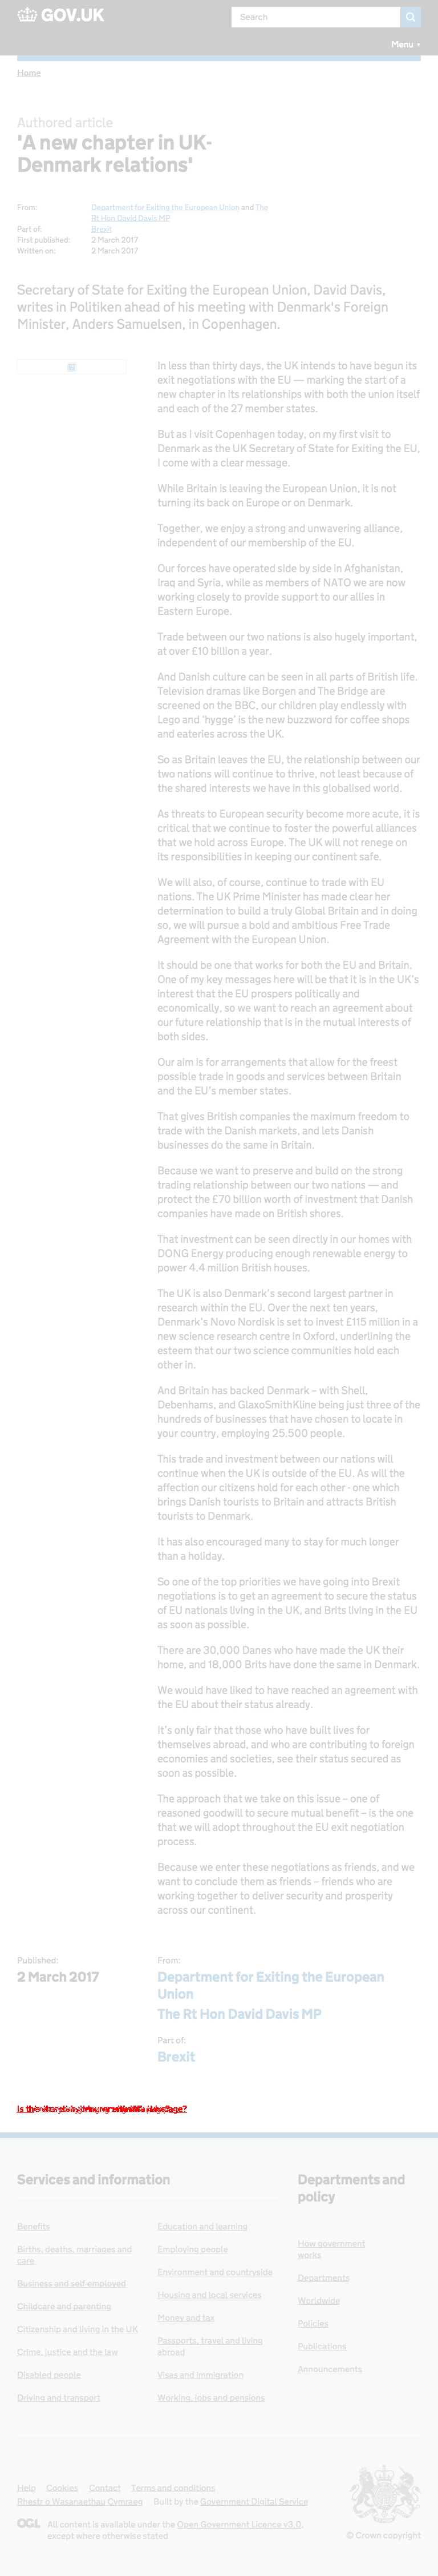 GOV.UK
Search
Menu
Home
Authored article
'A new chapter in UK-
Denmark relations'
From: Department for Exiting the European Union and The
Rt Hon David Davis MP
Part of: Brexit
First published: 2 March 2017
Written on: 2 March 2017
Secretary of State for Exiting the European Union, David Davis,
writes in Politiken ahead of his meeting with Denmark's Foreign
Minister, Anders Samuelsen, in Copenhagen.
In less than thirty days, the UK intends to have begun its
exit negotiations with the EU — marking the start of a
new chapter in its relationships with both the union itself
and each of the 27 member states.
But as I visit Copenhagen today, on my first visit to
Denmark as the UK Secretary of State for Exiting the EU,
I come with a clear message.
While Britain is leaving the European Union, it is not
turning its back on Europe or on Denmark.
Together, we enjoy a strong and unwavering alliance,
independent of our membership of the EU.
Our forces have operated side by side in Afghanistan,
Iraq and Syria, while as members of NATO we are now
working closely to provide support to our allies in
Eastern Europe.
Trade between our two nations is also hugely important,
at over £10 billion a year.
And Danish culture can be seen in all parts of British life.
Television dramas like Borgen and The Bridge are
screened on the BBC, our children play endlessly with
Lego and 'hygge' is the new buzzword for coffee shops
and eateries across the UK.
So as Britain leaves the EU, the relationship between our
two nations will continue to thrive, not least because of
the shared interests we have in this globalised world.
As threats to European security become more acute, it is
critical that we continue to foster the powerful alliances
that we hold across Europe. The UK will not renege on
its responsibilities in keeping our continent safe.
We will also, of course, continue to trade with EU
nations. The UK Prime Minister has made clear her
determination to build a truly Global Britain and in doing
so, we will pursue a bold and ambitious Free Trade
Agreement with the European Union.
It should be one that works for both the EU and Britain.
One of my key messages here will be that it is in the UK's
interest that the EU prospers politically and
economically, so we want to reach an agreement about
our future relationship that is in the mutual interests of
both sides.
Our aim is for arrangements that allow for the freest
possible trade in goods and services between Britain
and the EU's member states.
That gives British companies the maximum freedom to
trade with the Danish markets, and lets Danish
businesses do the same in Britain.
Because we want to preserve and build on the strong
trading relationship between our two nations — and
protect the £70 billion worth of investment that Danish
companies have made on British shores.
That investment can be seen directly in our homes with
DONG Energy producing enough renewable energy to
power 4.4 million British houses.
The UK is also Denmark's second largest partner in
research within the EU. Over the next ten years,
Denmark's Novo Nordisk is set to invest £115 million in a
new science research centre in Oxford, underlining the
esteem that our two science communities hold each
other in.
And Britain has backed Denmark – with Shell,
Debenhams, and GlaxoSmithKline being just three of the
hundreds of businesses that have chosen to locate in
your country, employing 25,500 people.
This trade and investment between our nations will
continue when the UK is outside of the EU. As will the
affection our citizens hold for each other - one which
brings Danish tourists to Britain and attracts British
tourists to Denmark.
It has also encouraged many to stay for much longer
than a holiday.
So one of the top priorities we have going into Brexit
negotiations is to get an agreement to secure the status
of EU nationals living in the UK, and Brits living in the EU
as soon as possible.
There are 30,000 Danes who have made the UK their
home, and 18,000 Brits have done the same in Denmark.
We would have liked to have reached an agreement with
the EU about their status already.
It's only fair that those who have built lives for
themselves abroad, and who are contributing to foreign
economies and societies, see their status secured as
soon as possible.
The approach that we take on this issue – one of
reasoned goodwill to secure mutual benefit – is the one
that we will adopt throughout the EU exit negotiation
process.
Because we enter these negotiations as friends, and we
want to conclude them as friends – friends who are
working together to deliver security and prosperity
across our continent.
Published:
2 March 2017
From:
Department for Exiting the European
Union
The Rt Hon David Davis MP
Part of:
Brexit
Services and information
Benefits
Births, deaths, marriages and
care
Business and self-employed
Childcare and parenting
Citizenship and living in the UK
Crime, justice and the law
Disabled people
Driving and transport
Education and learning
Employing people
Environment and countryside
Housing and local services
Money and tax
Passports, travel and living
abroad
Visas and immigration
Working, jobs and pensions
Departments and
policy
How government
works
Departments
Worldwide
Policies
Publications
Announcements
Help Cookies Contact Terms and conditions
Rhestr o Wasanaethau Cymraeg Built by the Government Digital Service
OGL All content is available under the Open Government Licence v3.0,
except where otherwise stated
© Crown copyright